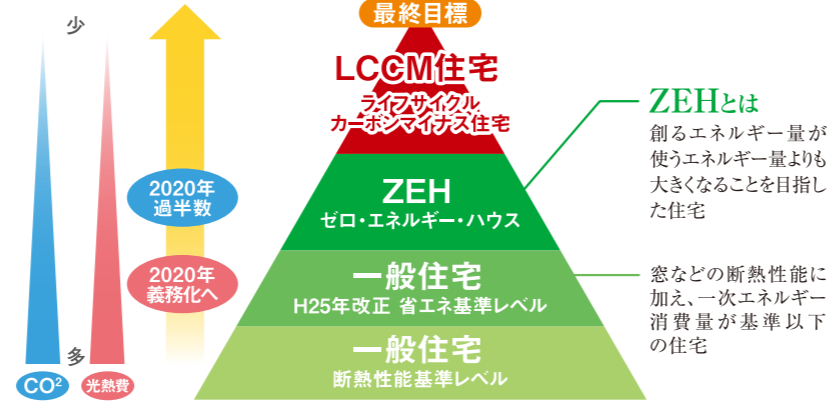 最終目標
少
LCCM住宅
ライフサイクル
カーボンマイナス住宅
ZEHとは
創るエネルギー量が
使うエネルギー量よりも
大きくなることを目指し
た住宅
2020年
過半数
ZEH
ゼロ・エネルギー・ハウス
2020年
義務化へ
一般住宅
H25年改正 省エネ基準レベル
窓などの断熱性能に
加え、一次エネルギー
消費量が基準以下
の住宅
多
一般住宅
断熱性能基準レベル
CO²
光熱費